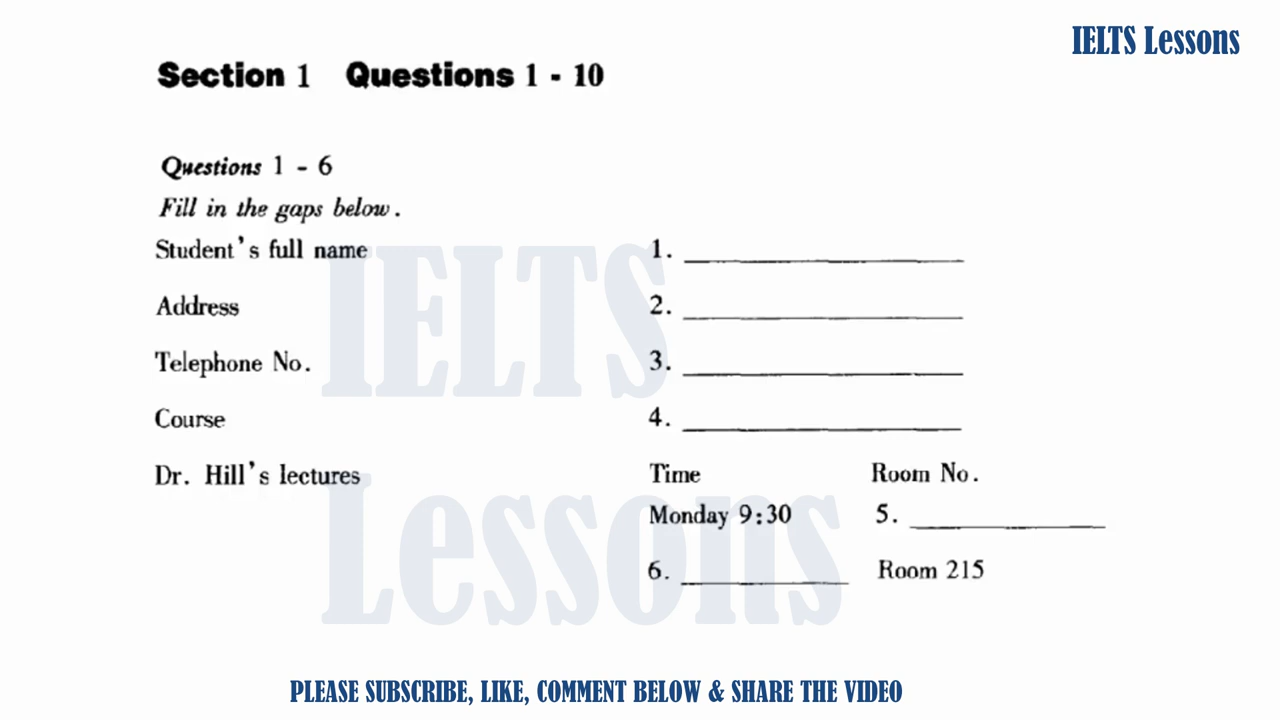 IELTS Lessons
Section 1 Questions 1 - 10
Questions 1 - 6
Fill in the gaps below.
Student's full name 1. ____________________
Address 2. ____________________
Telephone No. 3. ____________________
Course 4. ____________________
Dr. Hill's lectures Time Room No.
Monday 9:30 5. ______________
6. ____________ Room 215
IELTS
Lessons
PLEASE SUBSCRIBE, LIKE, COMMENT BELOW & SHARE THE VIDEO